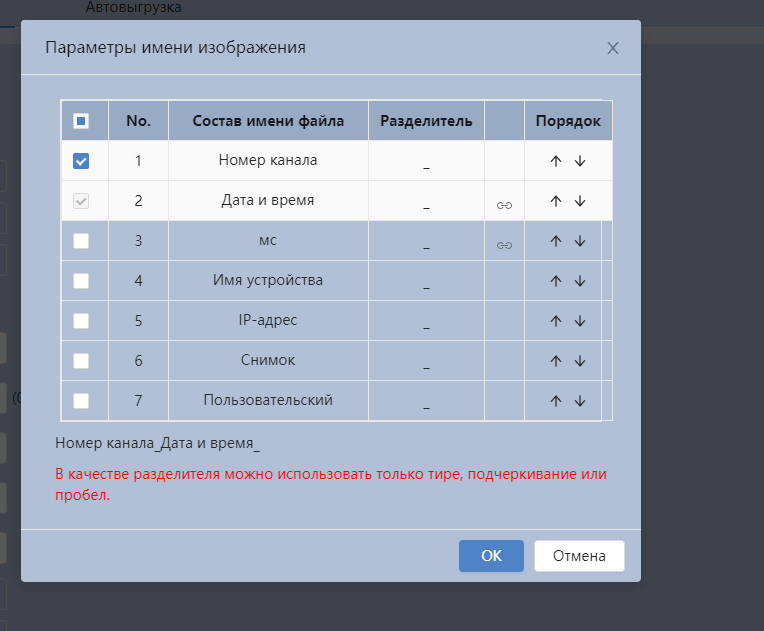 Автовыгрузка
Параметры имени изображения
No. Состав имени файла Разделитель Порядок
1 Номер канала _
2 Дата и время _
3 мс _
4 Имя устройства _
5 IP-адрес _
6 Снимок _
7 Пользовательский _
Номер канала_Дата и время_
В качестве разделителя можно использовать только тире, подчеркивание или
пробел.
OK Отмена